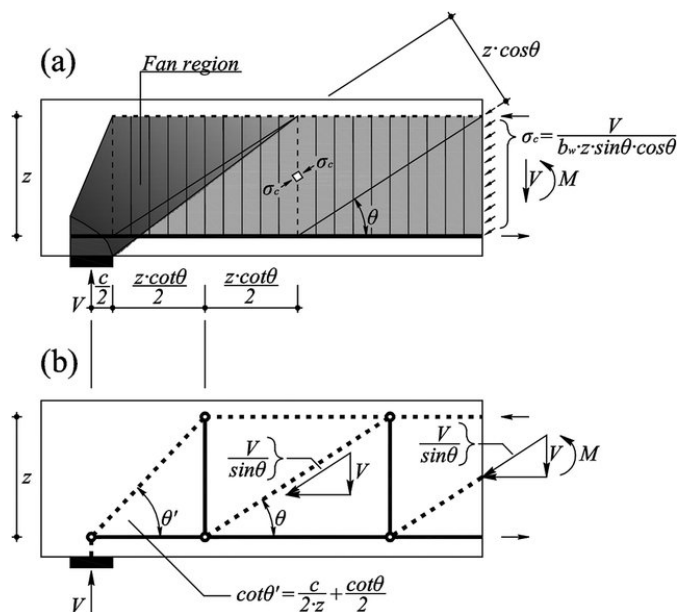 (a)
Fan region
z·cosθ
σc=V/(bw·z·sinθ·cosθ)
z
σc
σc
θ
V
M
V
c/2
z·cotθ/2
z·cotθ/2
(b)
z
V/sinθ
V
V/sinθ
V
M
θ'
θ
V
cotθ'=c/(2·z)+cotθ/2